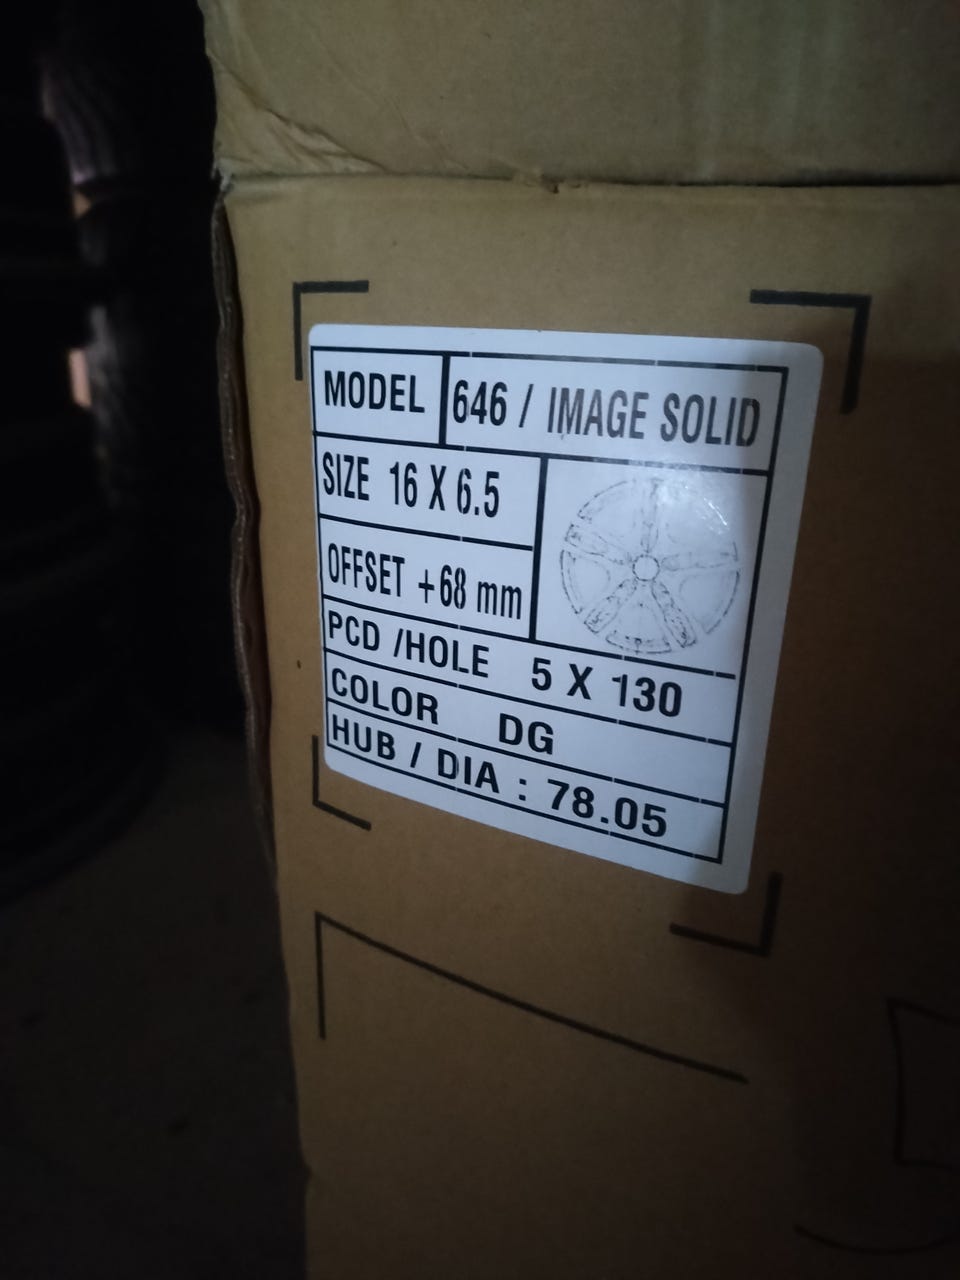 MODEL 646 / IMAGE SOLID
SIZE 16 X 6.5
OFFSET +68 mm
PCD /HOLE 5 X 130
COLOR DG
HUB / DIA : 78.05